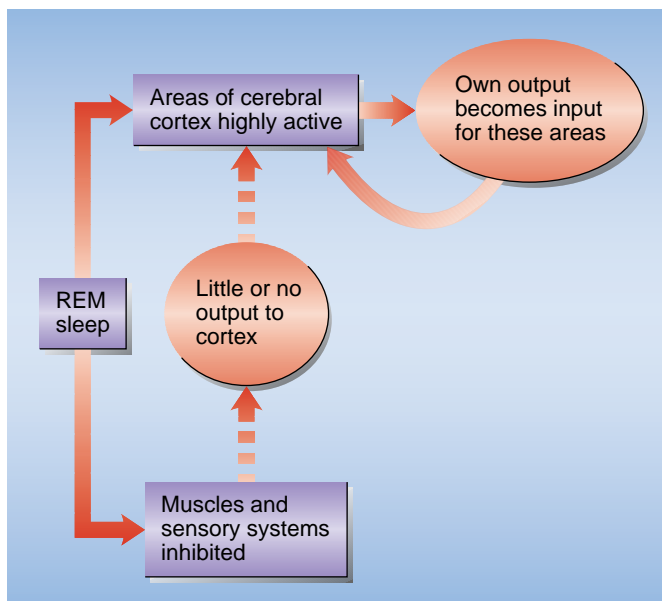 Areas of cerebral
cortex highly active
Own output
becomes input
for these areas
REM
sleep
Little or no
output to
cortex
Muscles and
sensory systems
inhibited